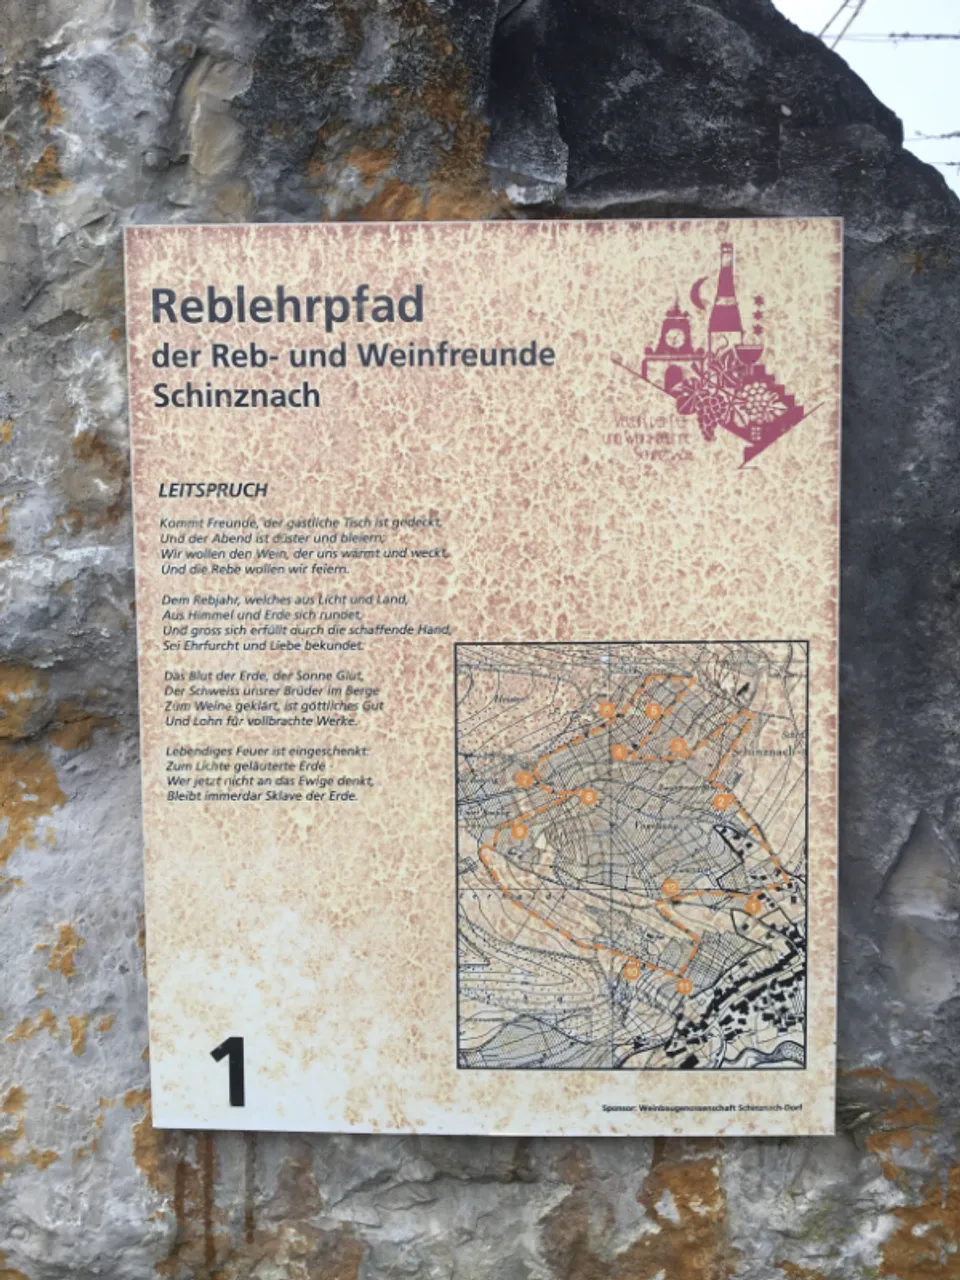 Reblehrpfad
der Reb- und Weinfreunde
Schinznach
LEITSPRUCH
Kommt Freunde, der gastliche Tisch ist gedeckt,
Und der Abend ist düster und bleiern;
Wir wollen den Wein, der uns wärmt und weckt,
Und die Rebe wollen wir feiern.
Dem Rebjahr, welches aus Licht und Land,
Aus Himmel und Erde sich rundet,
Und gross sich erfüllt durch die schaffende Hand,
Sei Ehrfurcht und Liebe bekundet.
Das Blut der Erde, der Sonne Glut,
Der Schweiss unsrer Brüder im Berge
Zum Weine geklärt, ist göttliches Gut
Und Lohn für vollbrachte Werke.
Lebendiges Feuer ist eingeschenkt:
Zum Lichte geläuterte Erde
Wer jetzt nicht an das Ewige denkt,
Bleibt immerdar Sklave der Erde.
Schinznach
2
10
11
1
Sponsor: Weinbaugenossenschaft Schinznach-Dorf